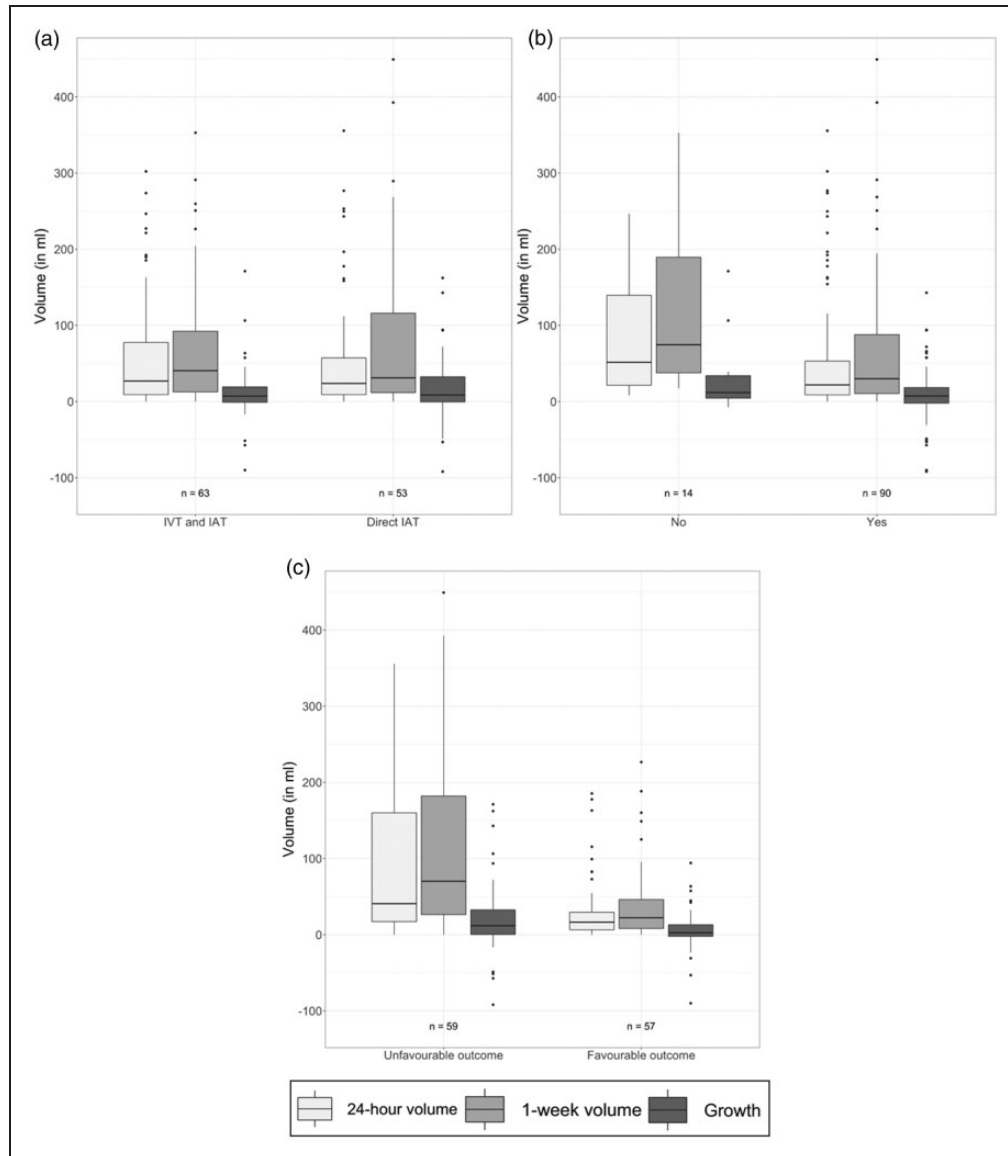 (a)
(b)
Volume (in ml)
400
300
200
100
0
-100
n = 63
n = 53
IVT and IAT
Direct IAT
Volume (in ml)
400
300
200
100
0
-100
n = 14
n = 90
No
Yes
(c)
Volume (in ml)
400
300
200
100
0
-100
n = 59
n = 57
Unfavourable outcome
Favourable outcome
24-hour volume
1-week volume
Growth